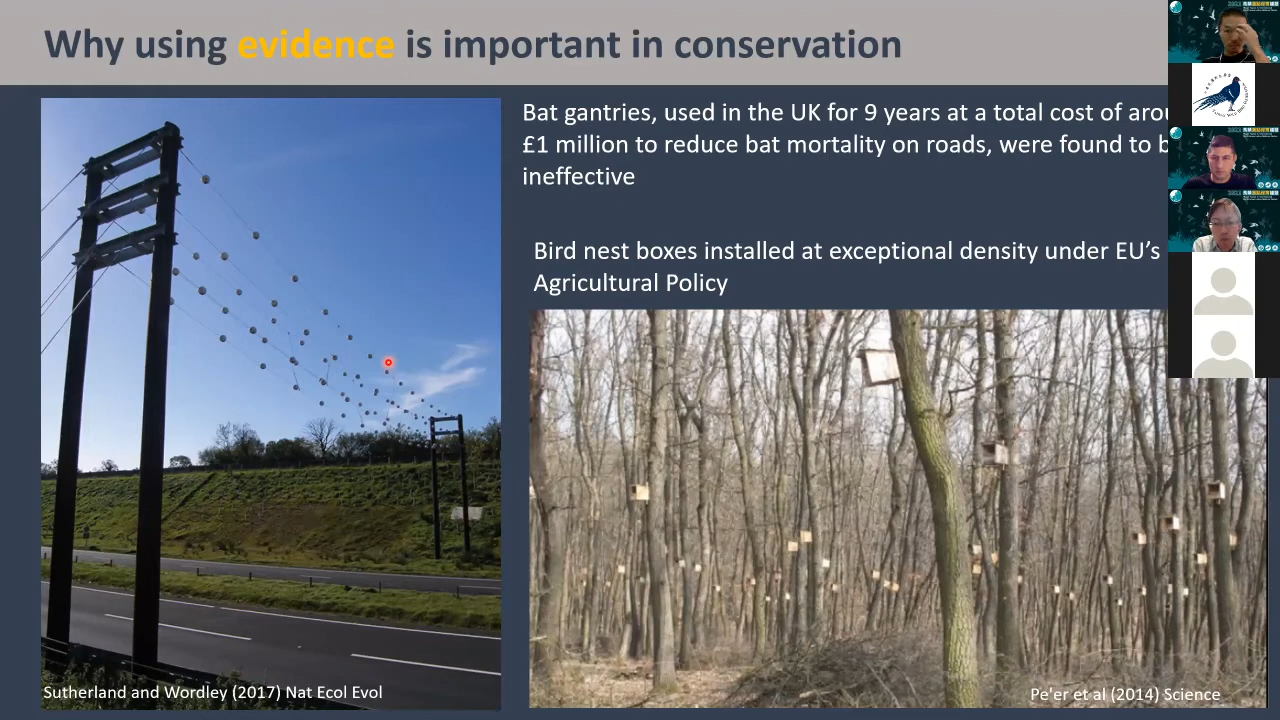 Why using evidence is important in conservation
Bat gantries, used in the UK for 9 years at a total cost of
£1 million to reduce bat mortality on roads, were found to
ineffective
Bird nest boxes installed at exceptional density under EU’s
Agricultural Policy
Sutherland and Wordley (2017) Nat Ecol Evol
Pe'er et al (2014) Science